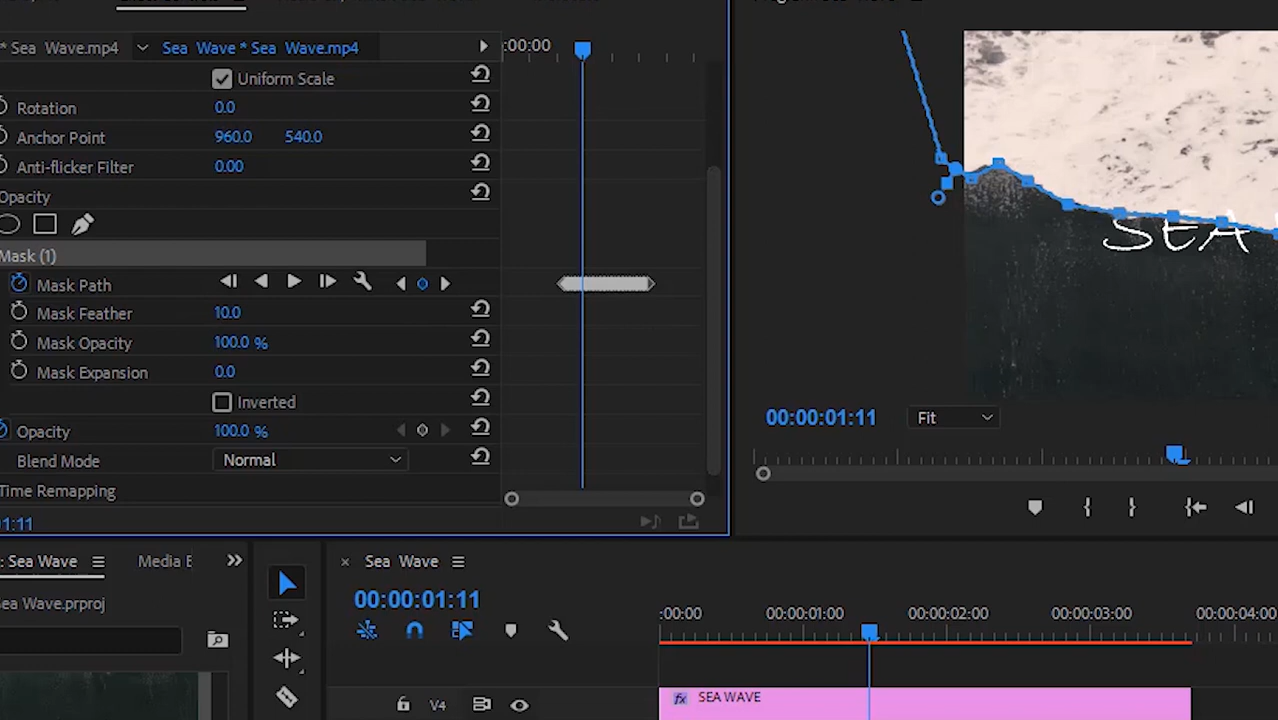 * Sea Wave.mp4
Sea Wave * Sea Wave.mp4
:00:00
Uniform Scale
Rotation
0.0
Anchor Point
960.0
540.0
Anti-flicker Filter
0.00
Opacity
Mask (1)
Mask Path
Mask Feather
10.0
Mask Opacity
100.0 %
Mask Expansion
0.0
Inverted
Opacity
100.0 %
Blend Mode
Normal
Time Remapping
1:11
SEA
00:00:01:11
Fit
: Sea Wave
Media E
ea Wave.prproj
Sea Wave
00:00:01:11
:00:00
00:00:01:00
00:00:02:00
00:00:03:00
00:00:04:00
V4
fx
SEA WAVE